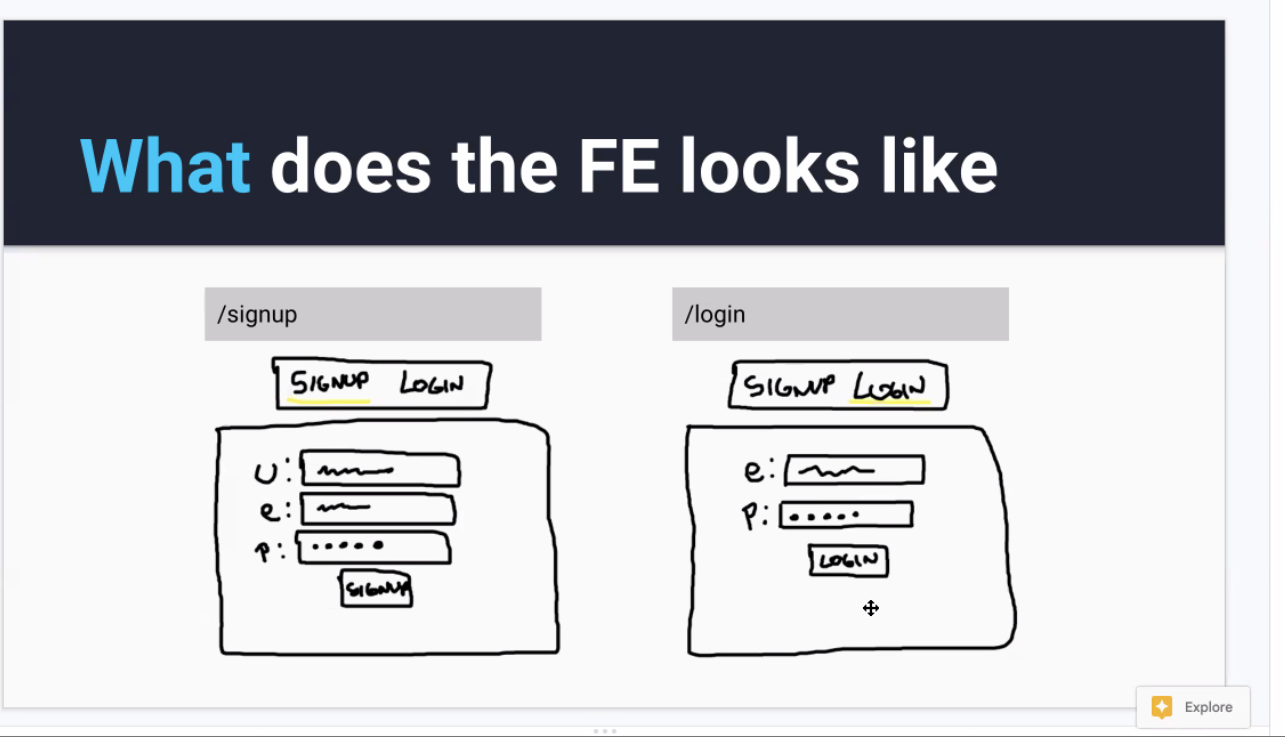 What does the FE looks like
/signup
SIGNUP LOGIN
U:
e:
p:
SIGNUP
/login
SIGNUP LOGIN
e:
P:
LOGIN
Explore